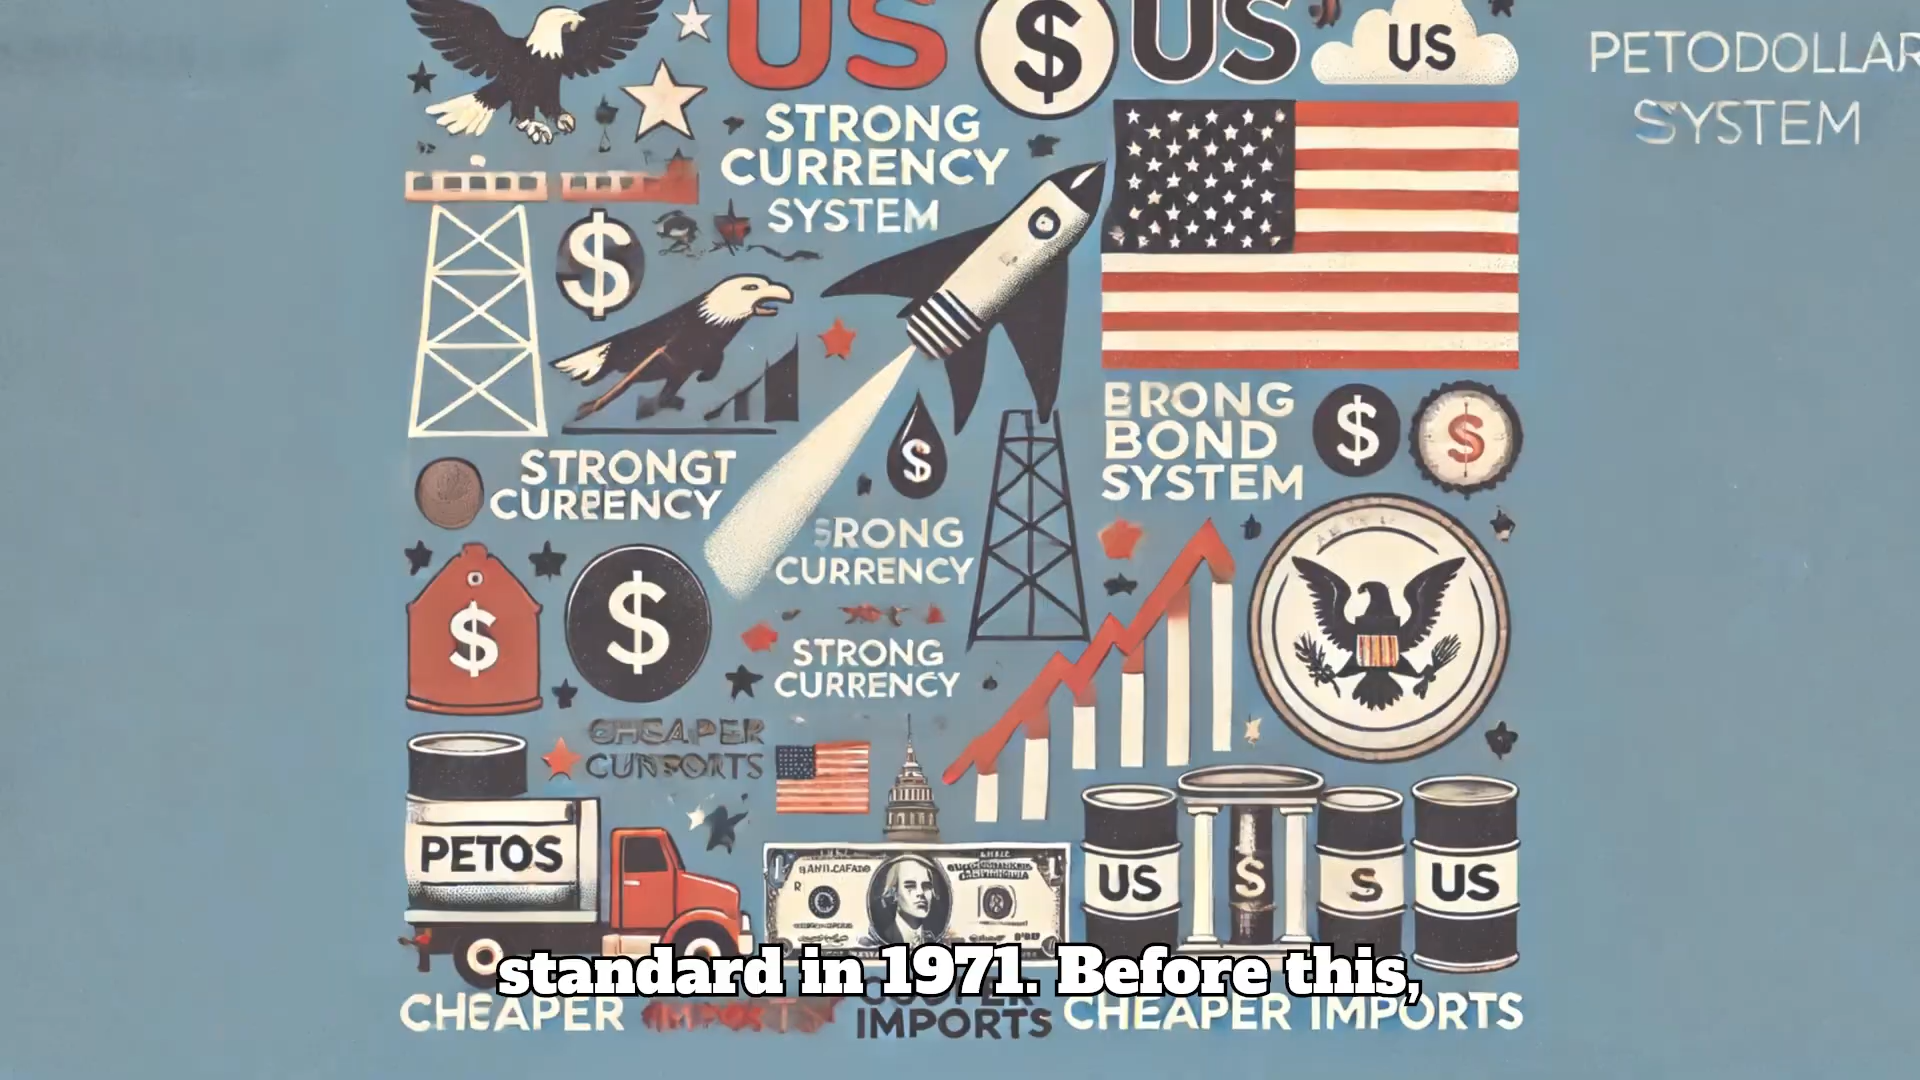 US $ US
US
PETODOLLAR
SYSTEM
STRONG
CURRENCY
SYSTEM
$
BRONG
BOND
SYSTEM
$ $
STRONGT
CURRENCY
$
SRONG
CURRENCY
$ $
STRONG
CURRENCY
CHEAPER
PETOS
US $ S US
standard in 1971. Before this,
CHEAPER
IMPORTS
CHEAPER IMPORTS